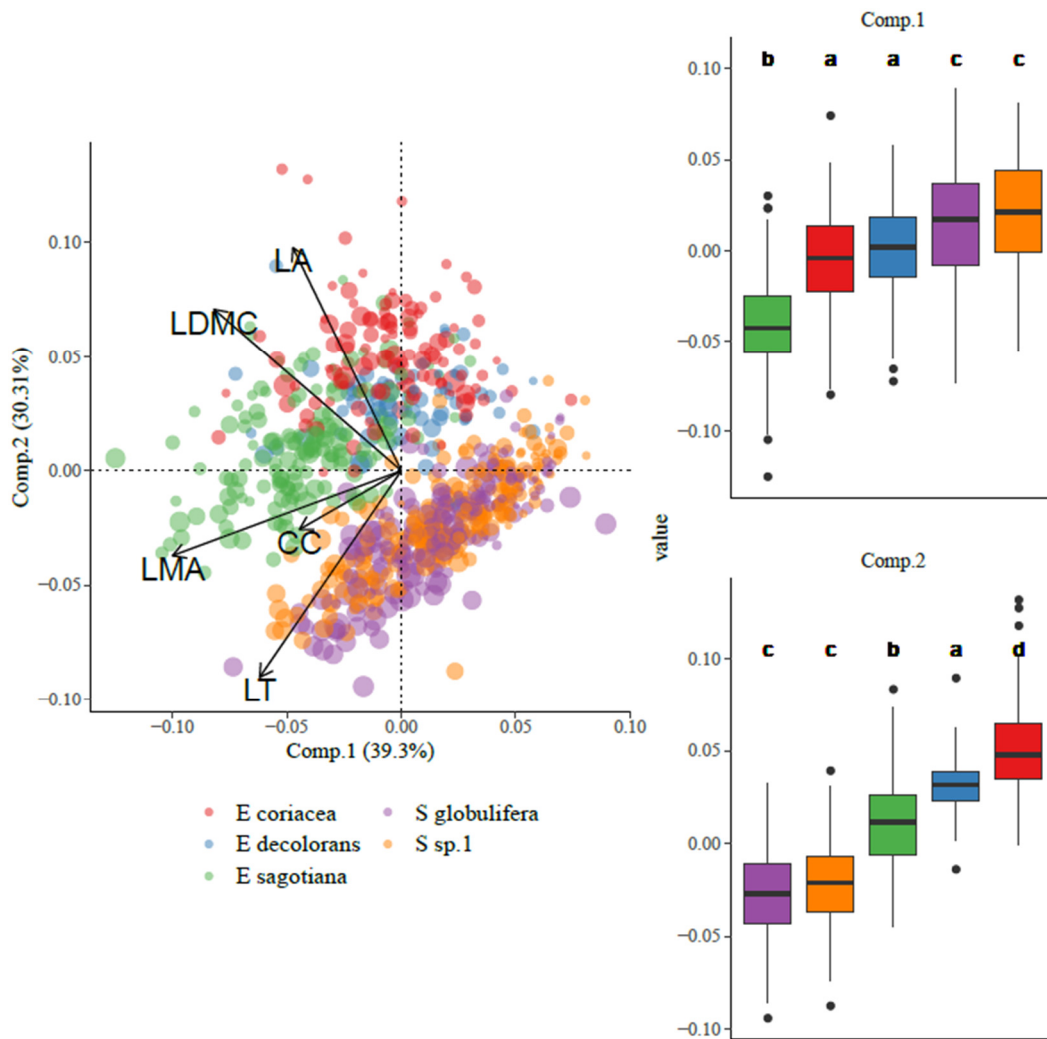 Comp.1
b a a c c
0.10
0.05
0.00
−0.05
−0.10
Comp.2 (30.31%)
0.10
0.05
0.00
−0.05
−0.10
LA
LDMC
CC
LMA
LT
−0.10 −0.05 0.00 0.05 0.10
Comp.1 (39.3%)
E coriacea
E decolorans
E sagotiana
S globulifera
S sp.1
value
Comp.2
c c b a d
0.10
0.05
0.00
−0.05
−0.10